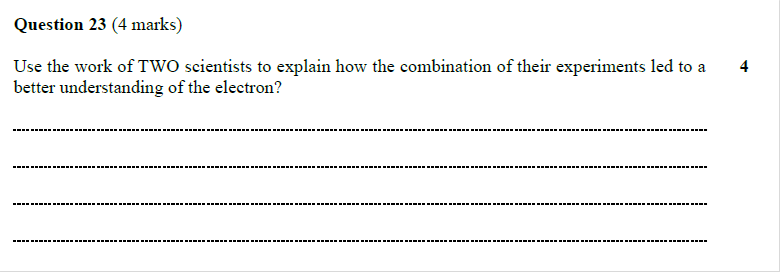 Question 23 (4 marks)
Use the work of TWO scientists to explain how the combination of their experiments led to a 4
better understanding of the electron?